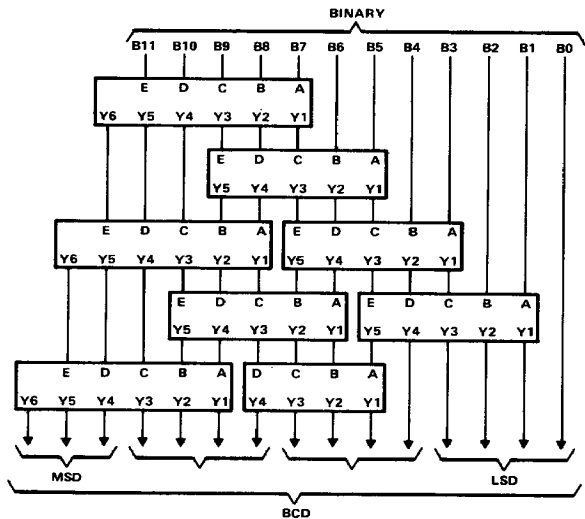 BINARY
B11 B10 B9 B8 B7 B6 B5 B4 B3 B2 B1 B0
E D C B A
Y6 Y5 Y4 Y3 Y2 Y1
E D C B A
Y5 Y4 Y3 Y2 Y1
E D C B A E D C B A
Y6 Y5 Y4 Y3 Y2 Y1 Y5 Y4 Y3 Y2 Y1
E D C B A E D C B A
Y5 Y4 Y3 Y2 Y1 Y5 Y4 Y3 Y2 Y1
E D C B A D C B A
Y6 Y5 Y4 Y3 Y2 Y1 Y4 Y3 Y2 Y1
MSD LSD
BCD